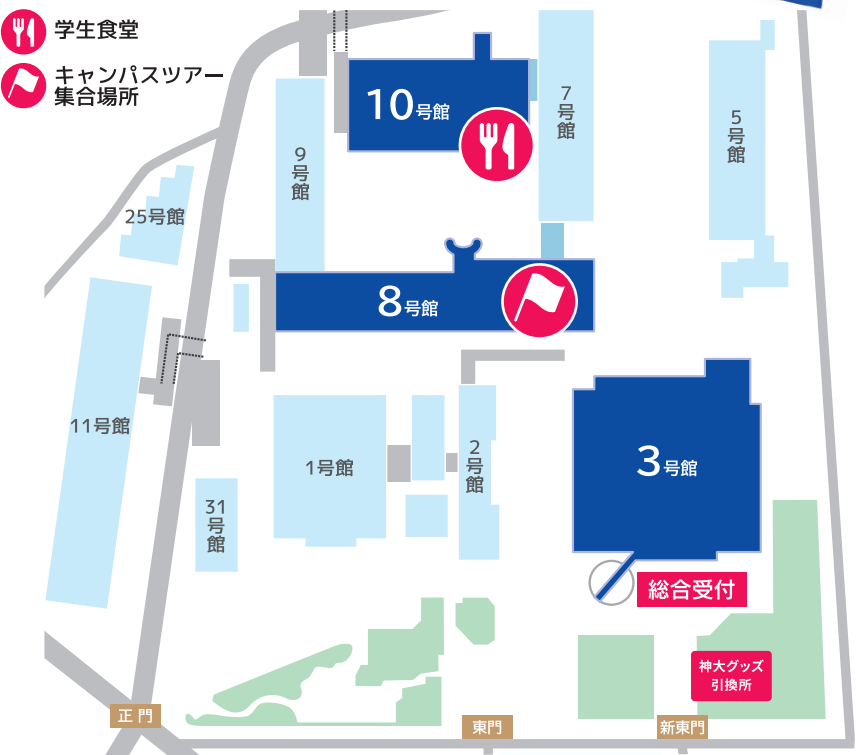 学生食堂
キャンパスツアー
集合場所
10号館
7号館
5号館
9号館
25号館
8号館
11号館
1号館
2号館
3号館
31号館
総合受付
神大グッズ
引換所
正門
東門
新東門